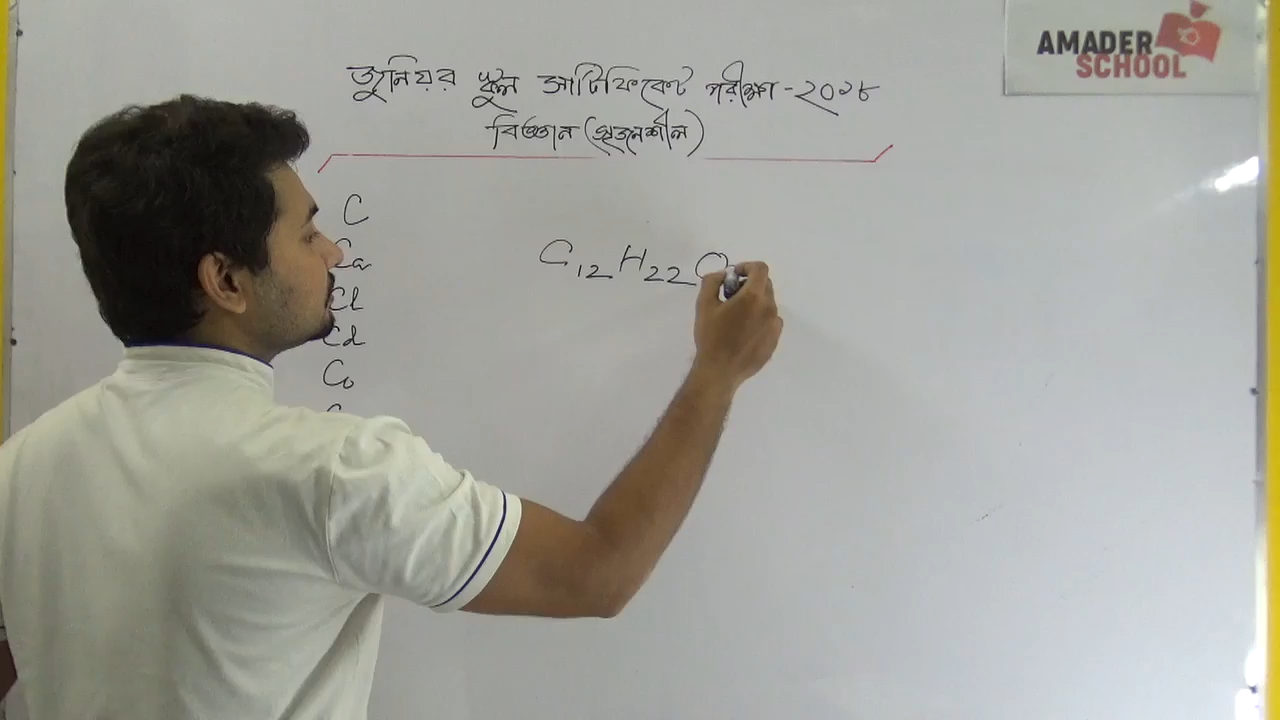 জুনিয়র স্কুল সার্টিফিকেট পরীক্ষা-২০১৮
বিজ্ঞান (সৃজনশীল)
AMADER
SCHOOL
C
Ca
Cl
Cd
Co
C12H22O